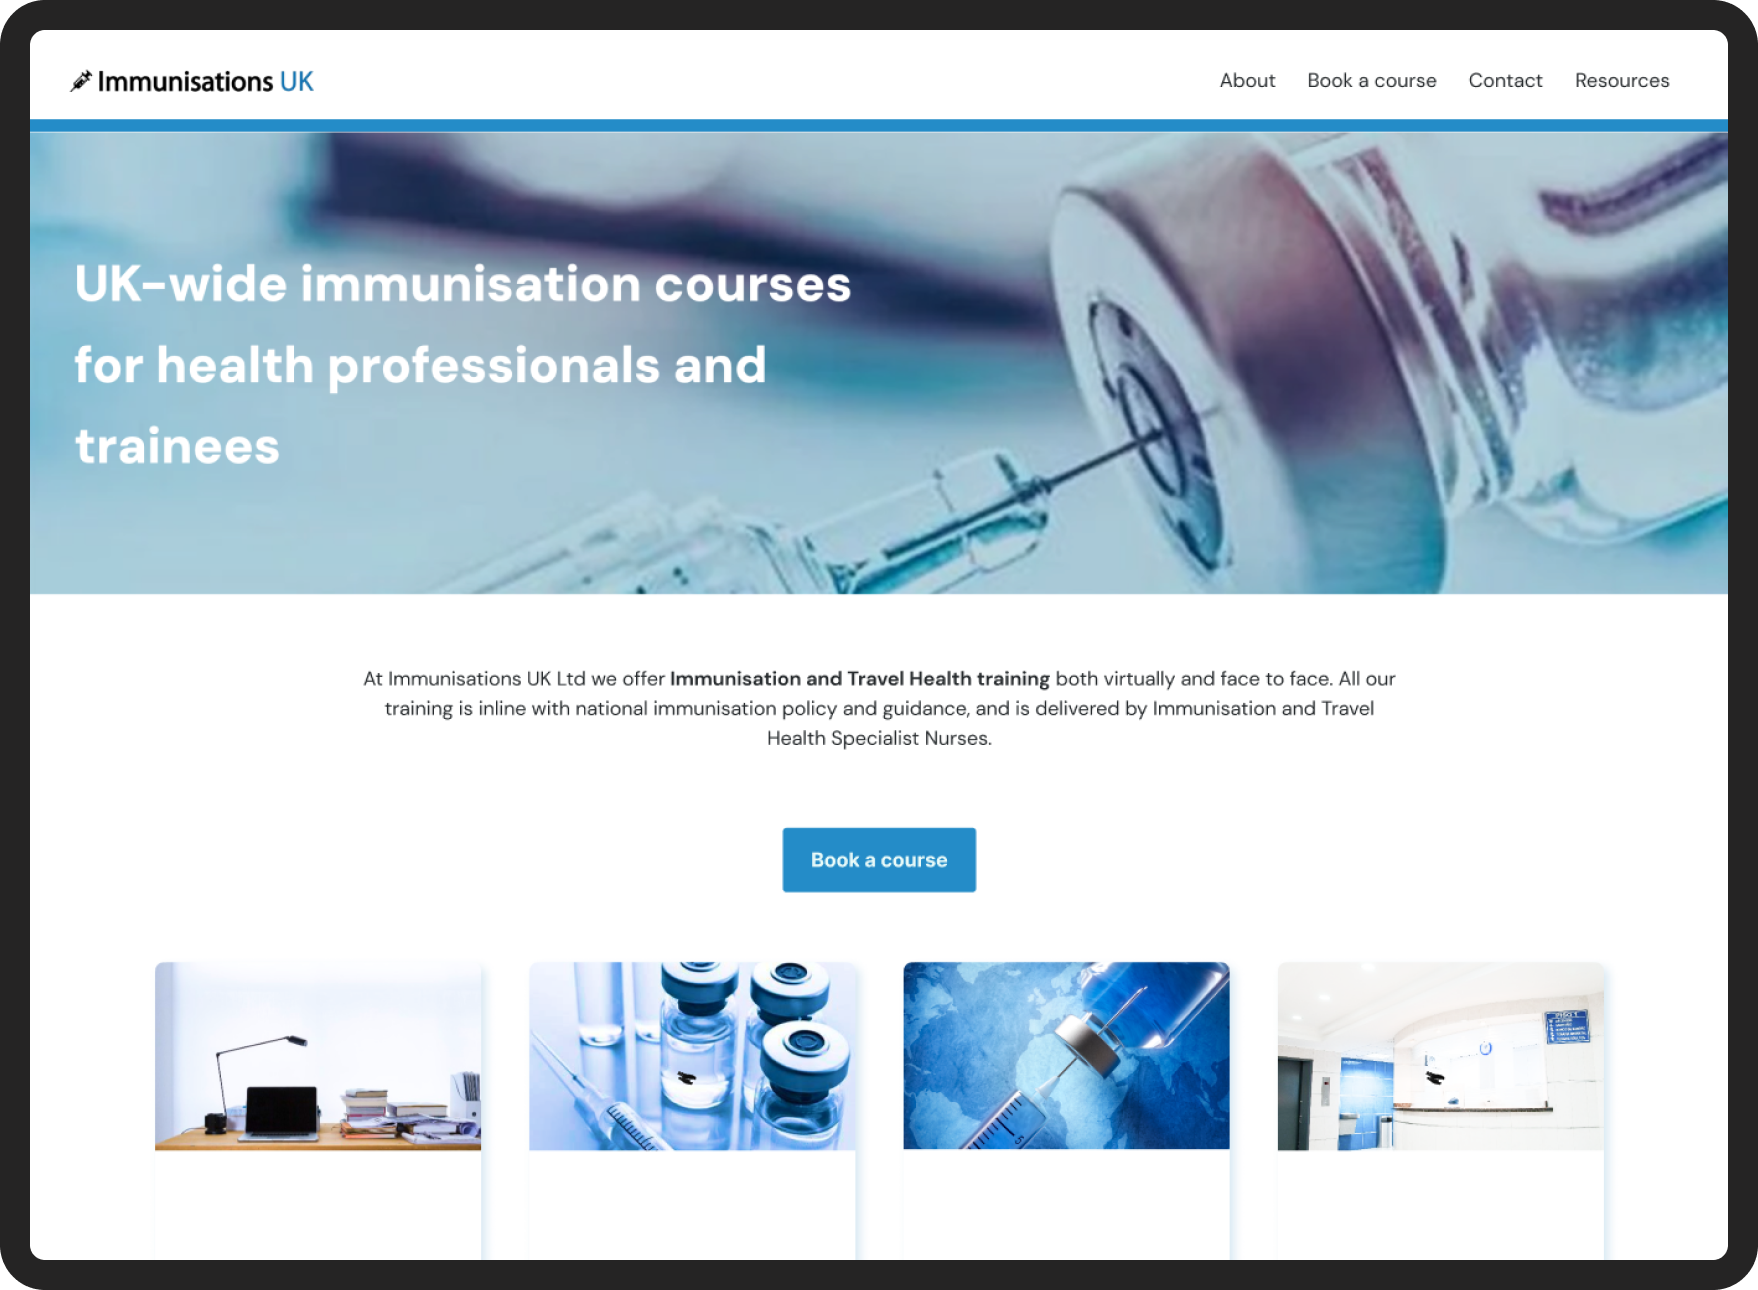 Immunisations UK
About Book a course Contact Resources
UK-wide immunisation courses
for health professionals and
trainees
At Immunisations UK Ltd we offer Immunisation and Travel Health training both virtually and face to face. All our
training is inline with national immunisation policy and guidance, and is delivered by Immunisation and Travel
Health Specialist Nurses.
Book a course
5